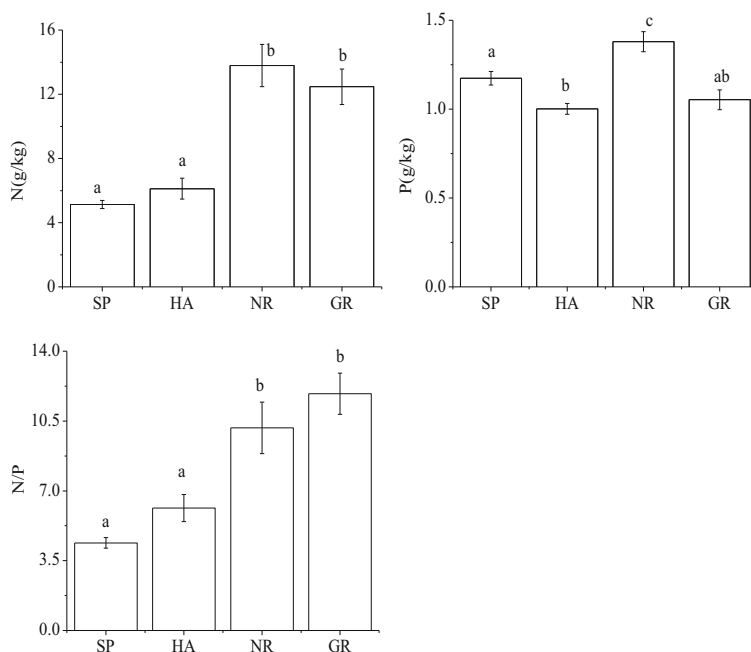 N(g/kg)
16
12
8
4
0
a
a
b
b
SP HA NR GR
P(g/kg)
1.5
1.0
0.5
0.0
a
b
c
ab
SP HA NR GR
N/P
14.0
10.5
7.0
3.5
0.0
a
a
b
b
SP HA NR GR